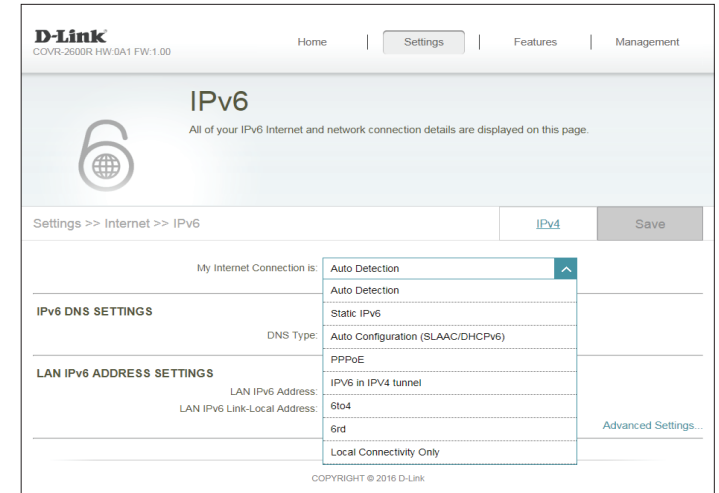 D-Link
COVR-2600R HW:0A1 FW:1.00
Home | Settings | Features | Management
IPv6
All of your IPv6 Internet and network connection details are displayed on this page.
Settings >> Internet >> IPv6
IPv4
Save
My Internet Connection is: Auto Detection
Auto Detection
IPv6 DNS SETTINGS
Static IPv6
DNS Type: Auto Configuration (SLAAC/DHCPv6)
PPPoE
LAN IPv6 ADDRESS SETTINGS
IPV6 in IPV4 tunnel
LAN IPv6 Address:
LAN IPv6 Link-Local Address: 6to4
6rd
Advanced Settings...
Local Connectivity Only
COPYRIGHT © 2016 D-Link